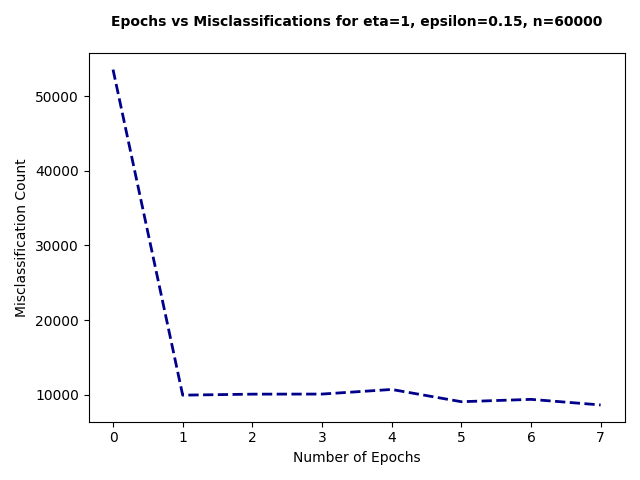 Epochs vs Misclassifications for eta=1, epsilon=0.15, n=60000
50000
40000
30000
20000
10000
Misclassification Count
0 1 2 3 4 5 6 7
Number of Epochs